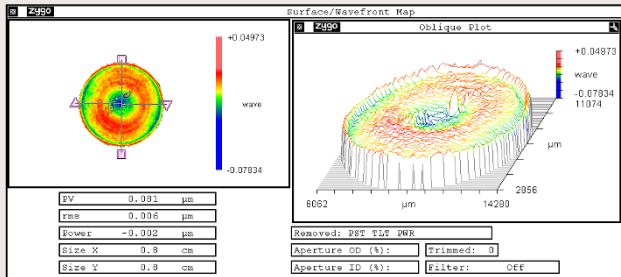 zygo Surface/Wavefront Map
+0.04973
wave
-0.07834
zygo Oblique Plot
+0.04973
wave
-0.07834
11074
µm
2856
6062 µm 14280
PV 0.081 µm
rms 0.006 µm
Power -0.002 µm
Size X 0.8 cm
Size Y 0.8 cm
Removed: PST TLT PWR
Aperture OD (%): Trimmed: 0
Aperture ID (%): Filter: Off